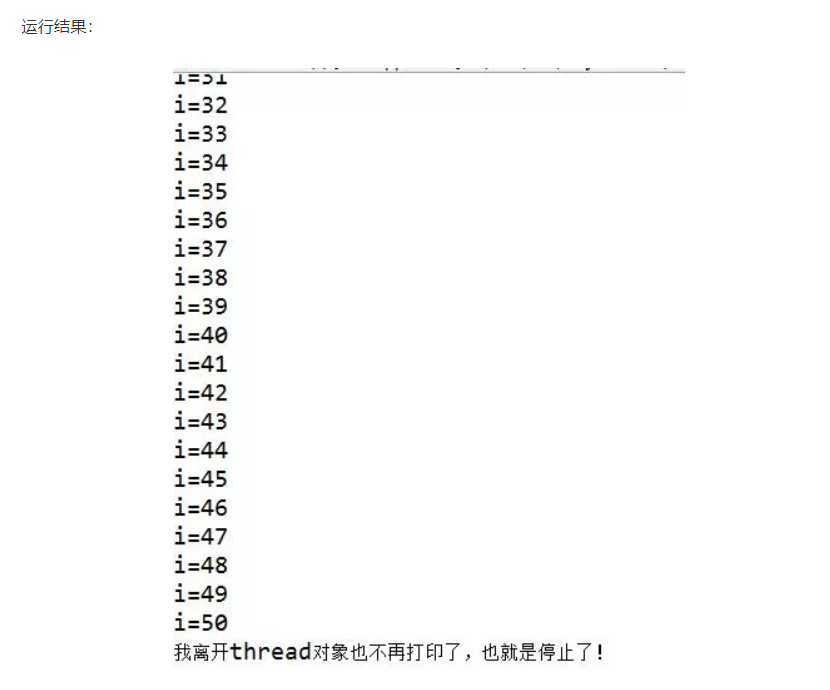 运行结果：
i=31
i=32
i=33
i=34
i=35
i=36
i=37
i=38
i=39
i=40
i=41
i=42
i=43
i=44
i=45
i=46
i=47
i=48
i=49
i=50
我离开thread对象也不再打印了，也就是停止了！